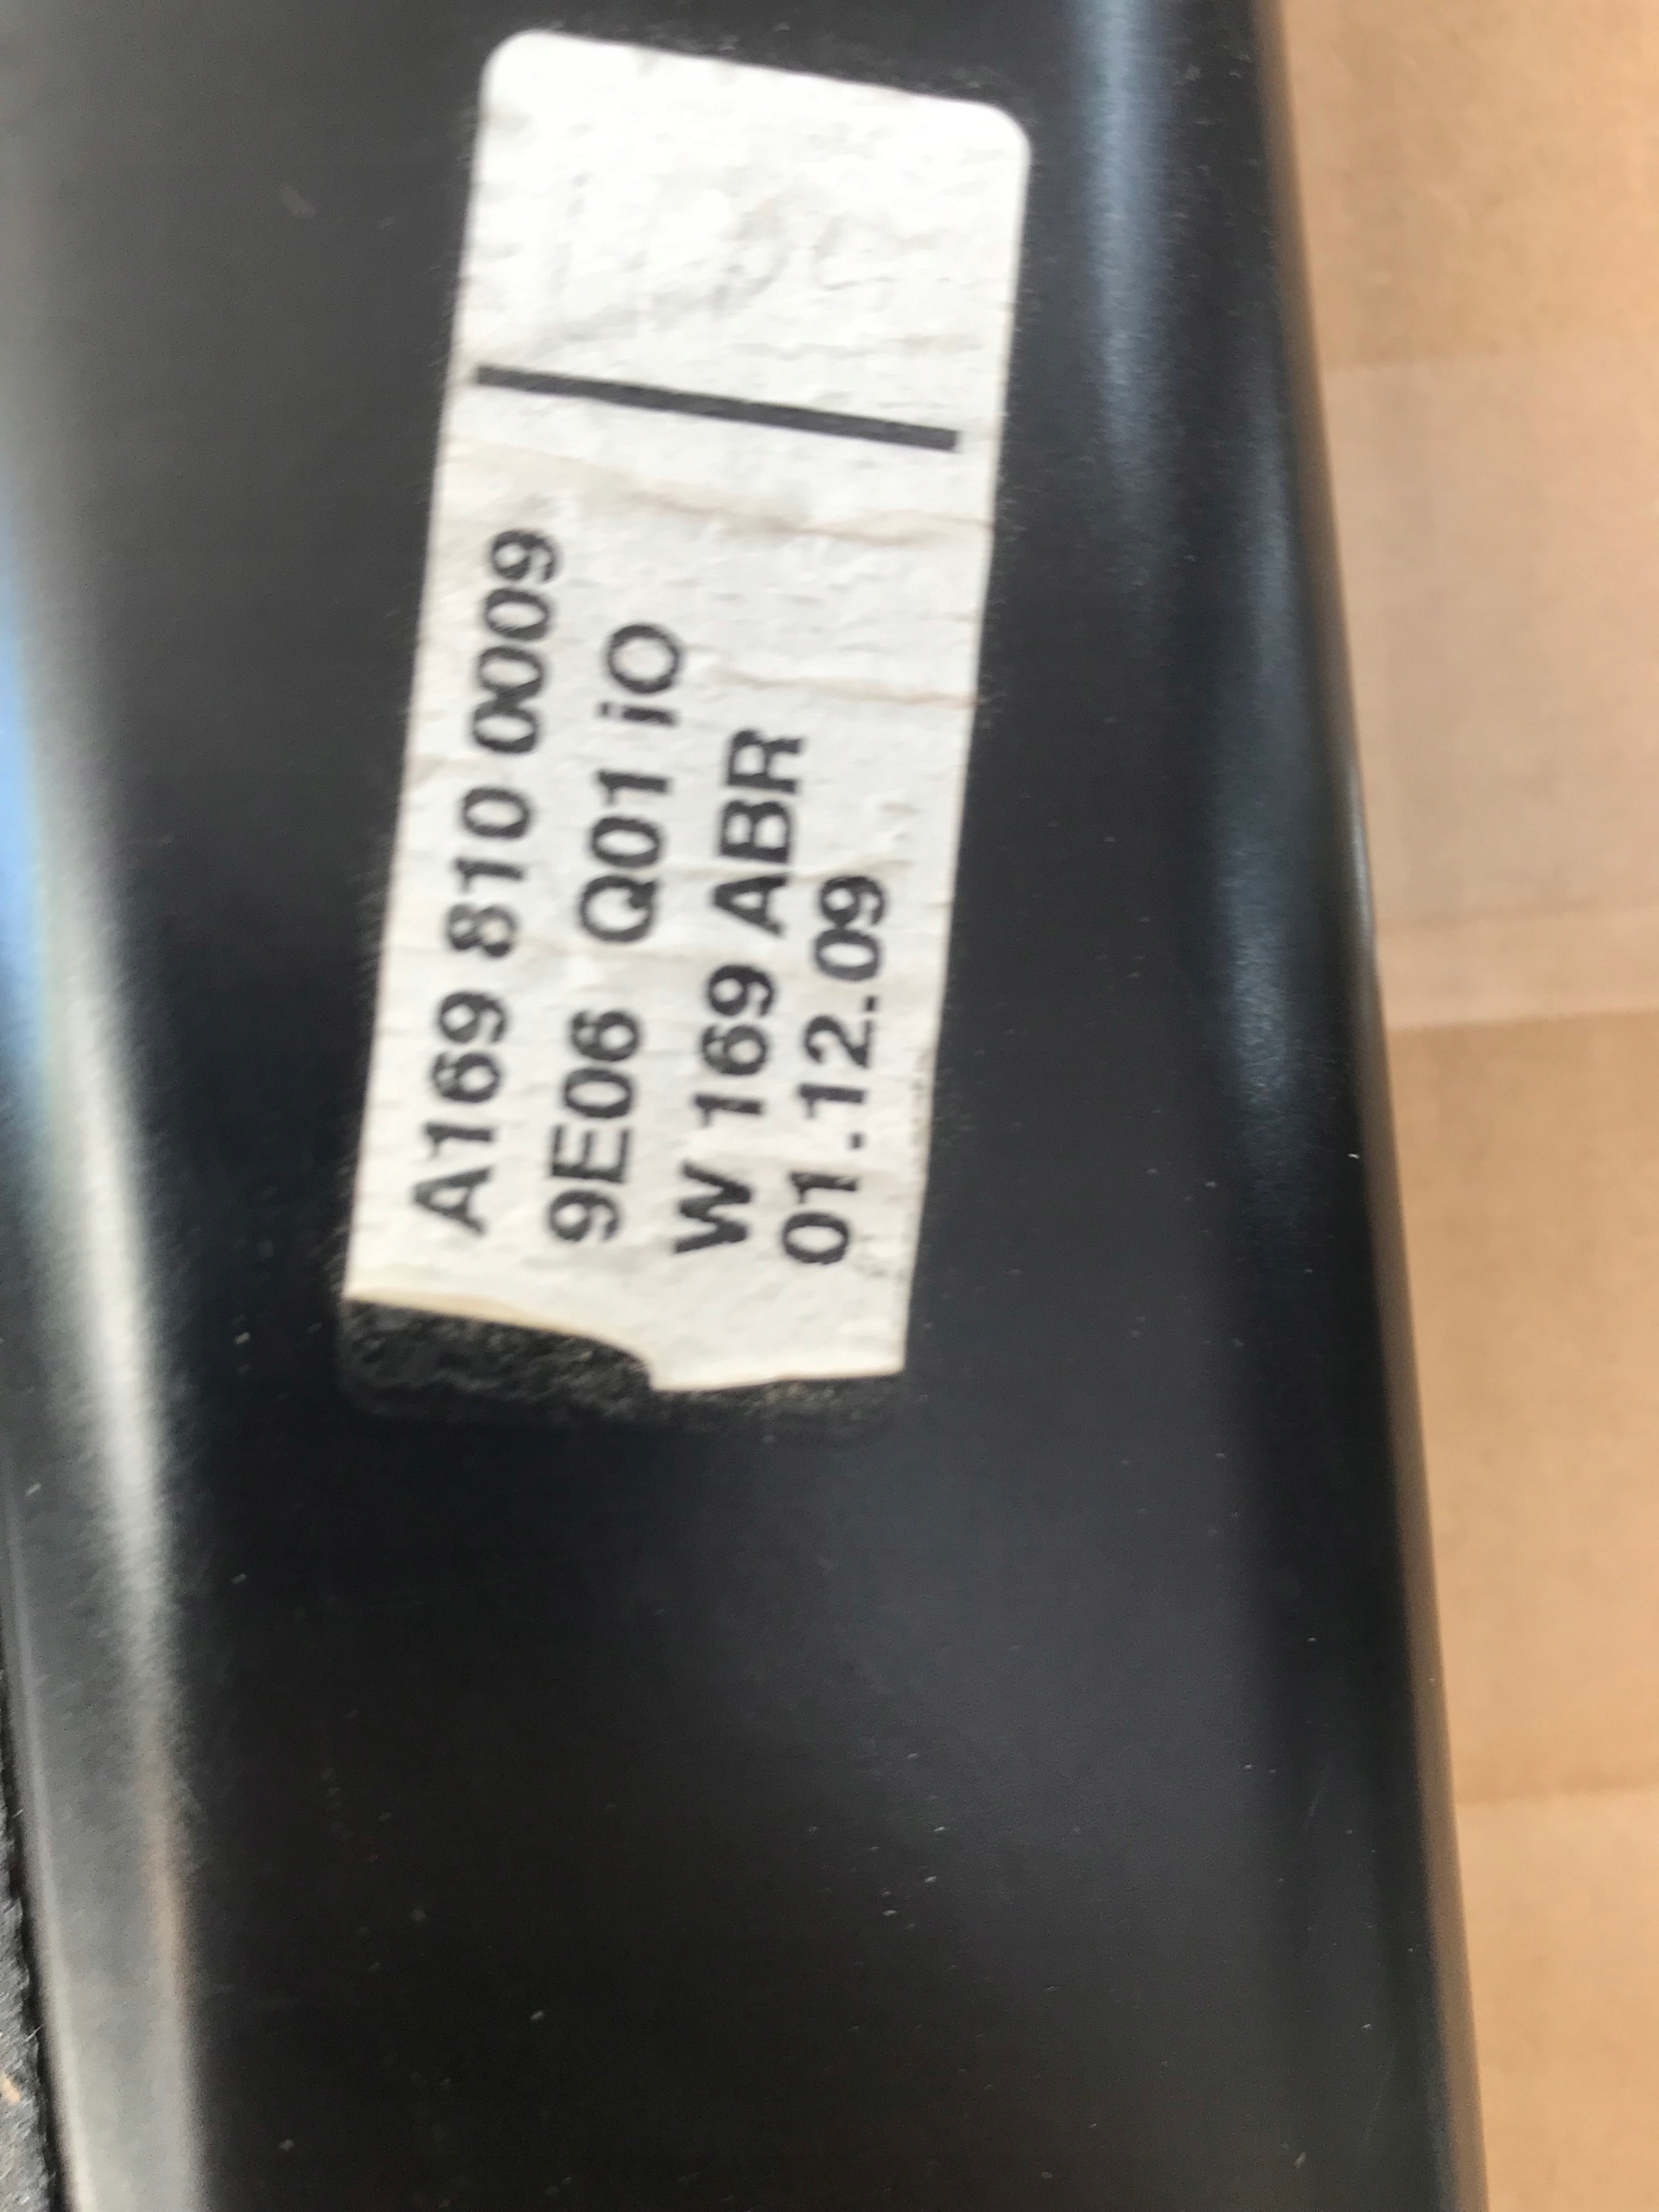 A169 810 0009
9E06 Q01 iO
W 169 ABR
01.12.09